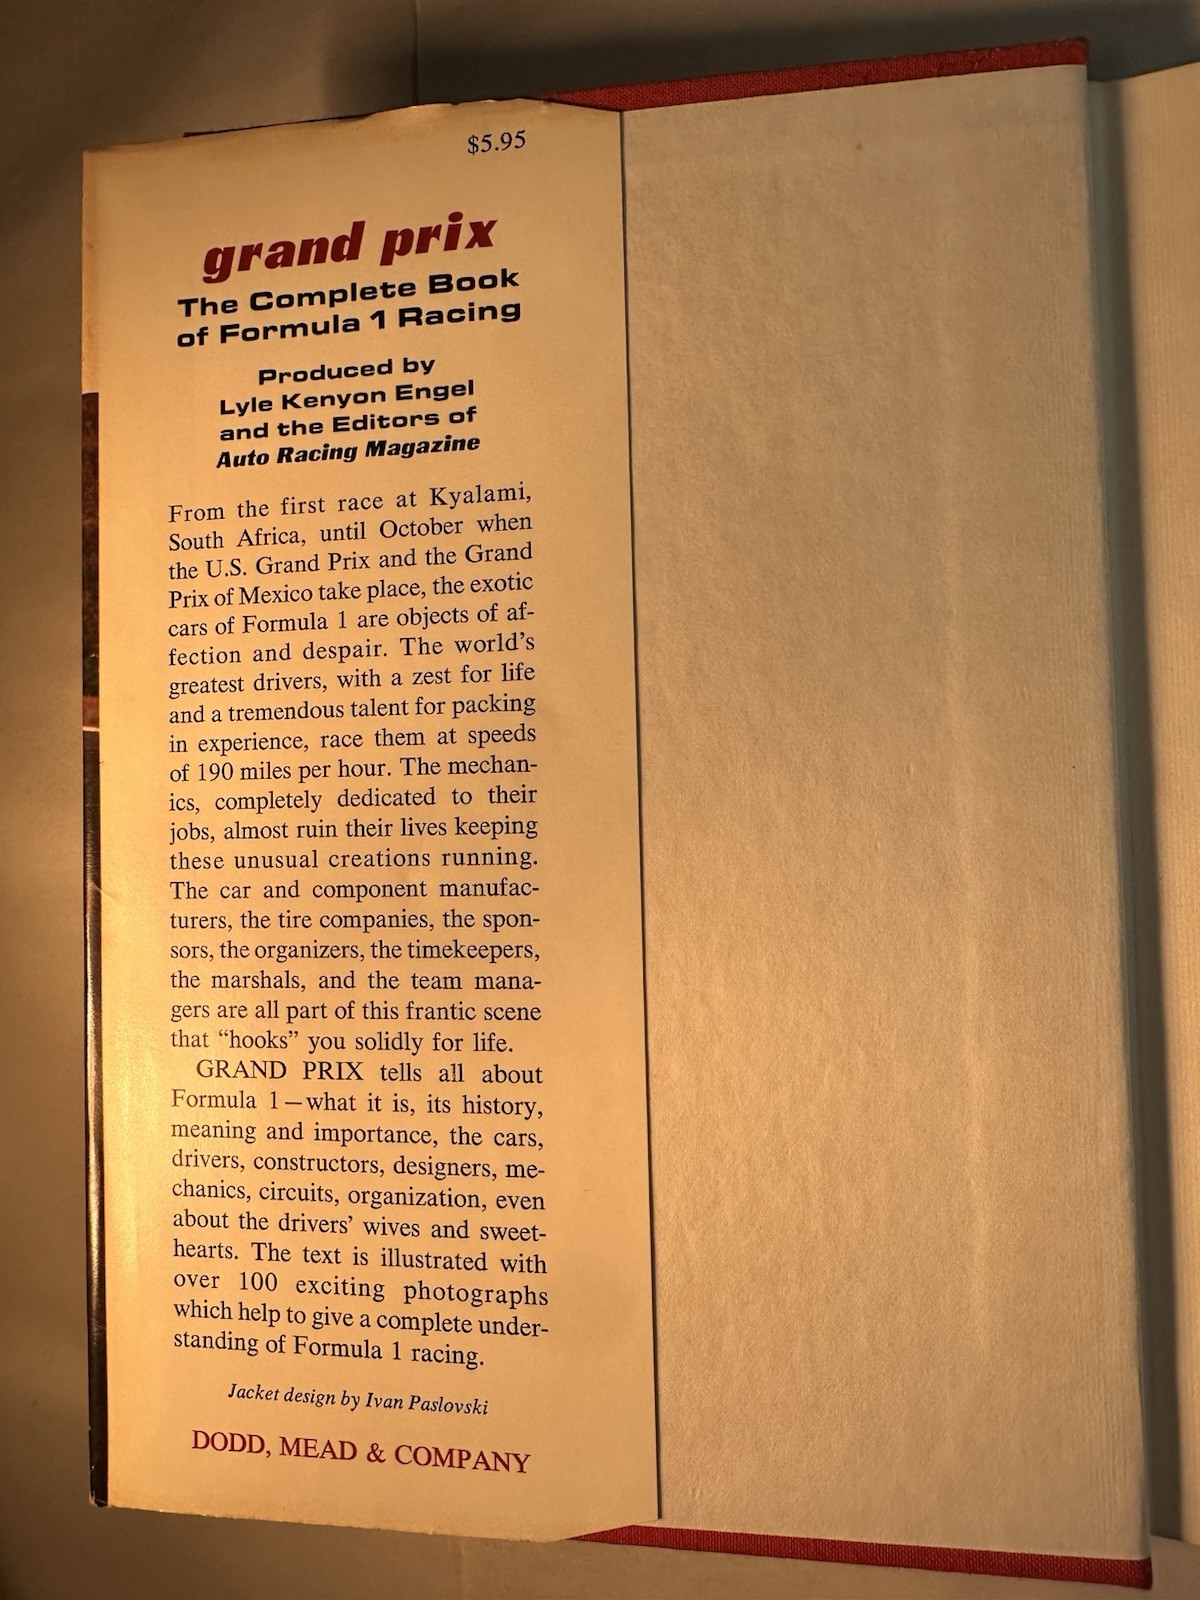 $5.95
grand prix
The Complete Book
of Formula 1 Racing
Produced by
Lyle Kenyon Engel
and the Editors of
Auto Racing Magazine
From the first race at Kyalami,
South Africa, until October when
the U.S. Grand Prix and the Grand
Prix of Mexico take place, the exotic
cars of Formula 1 are objects of af-
fection and despair. The world's
greatest drivers, with a zest for life
and a tremendous talent for packing
in experience, race them at speeds
of 190 miles per hour. The mechan-
ics, completely dedicated to their
jobs, almost ruin their lives keeping
these unusual creations running.
The car and component manufac-
turers, the tire companies, the spon-
sors, the organizers, the timekeepers,
the marshals, and the team mana-
gers are all part of this frantic scene
that “hooks” you solidly for life.
GRAND PRIX tells all about
Formula 1—what it is, its history,
meaning and importance, the cars,
drivers, constructors, designers, me-
chanics, circuits, organization, even
about the drivers’ wives and sweet-
hearts. The text is illustrated with
over 100 exciting photographs
which help to give a complete under-
standing of Formula 1 racing.
Jacket design by Ivan Paslovski
DODD, MEAD & COMPANY